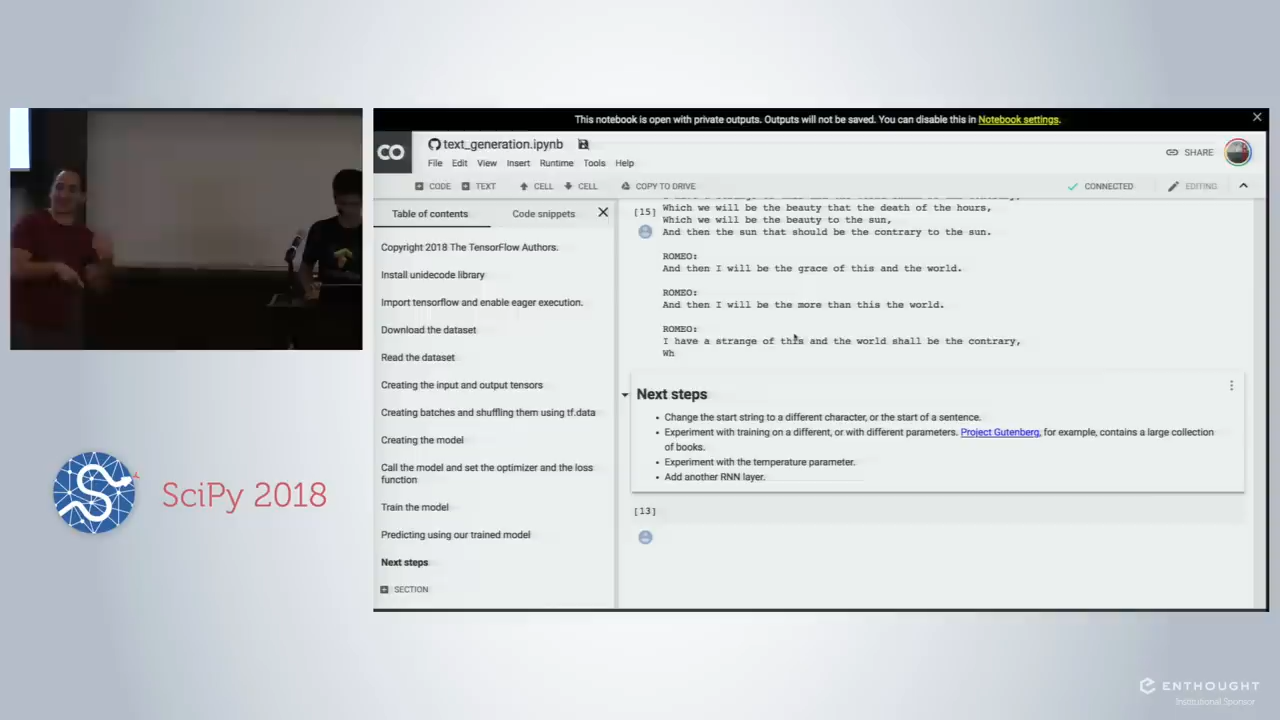 This notebook is open with private outputs. Outputs will not be saved. You can disable this in Notebook settings.
CO
text_generation.ipynb
SHARE
File Edit View Insert Runtime Tools Help
CODE TEXT CELL CELL COPY TO DRIVE CONNECTED EDITING
Table of contents Code snippets
Copyright 2018 The TensorFlow Authors.
Install unidecode library
Import tensorflow and enable eager execution.
Download the dataset
Read the dataset
Creating the input and output tensors
Creating batches and shuffling them using tf.data
Creating the model
Call the model and set the optimizer and the loss
function
Train the model
Predicting using our trained model
Next steps
SECTION
[15]
Which we will be the beauty that the death of the hours,
Which we will be the beauty to the sun,
And then the sun that should be the contrary to the sun.
ROMEO:
And then I will be the grace of this and the world.
ROMEO:
And then I will be the more than this the world.
ROMEO:
I have a strange of this and the world shall be the contrary,
Wh
Next steps
• Change the start string to a different character, or the start of a sentence.
• Experiment with training on a different, or with different parameters. Project Gutenberg, for example, contains a large collection
of books.
• Experiment with the temperature parameter.
• Add another RNN layer.
[13]
S
SciPy 2018
ENTHOUGHT
Institutional Sponsor